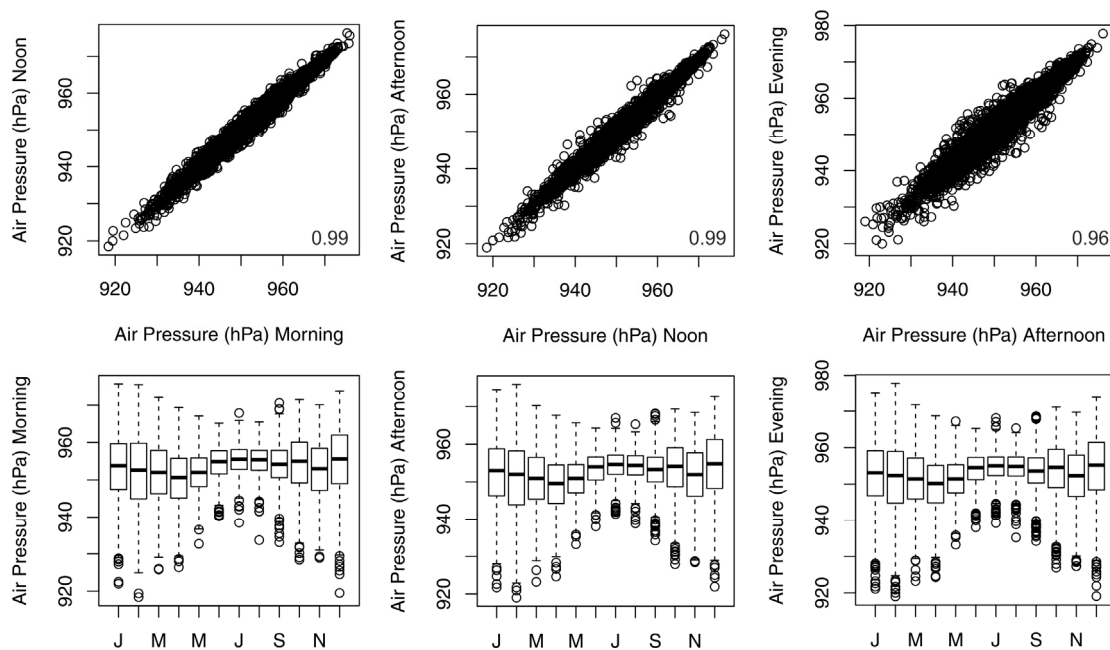 Air Pressure (hPa) Noon
960
940
920
0.99
920 940 960
Air Pressure (hPa) Morning
Air Pressure (hPa) Afternoon
960
940
920
0.99
920 940 960
Air Pressure (hPa) Noon
Air Pressure (hPa) Evening
980
960
940
920
0.96
920 940 960
Air Pressure (hPa) Afternoon
Air Pressure (hPa) Morning
960
940
920
J M M J S N
Air Pressure (hPa) Afternoon
960
940
920
J M M J S N
Air Pressure (hPa) Evening
980
960
940
920
J M M J S N